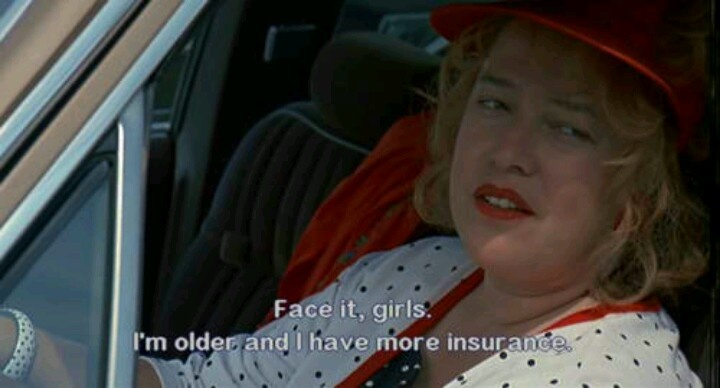 Face it, girls.
I'm older and I have more insurance.